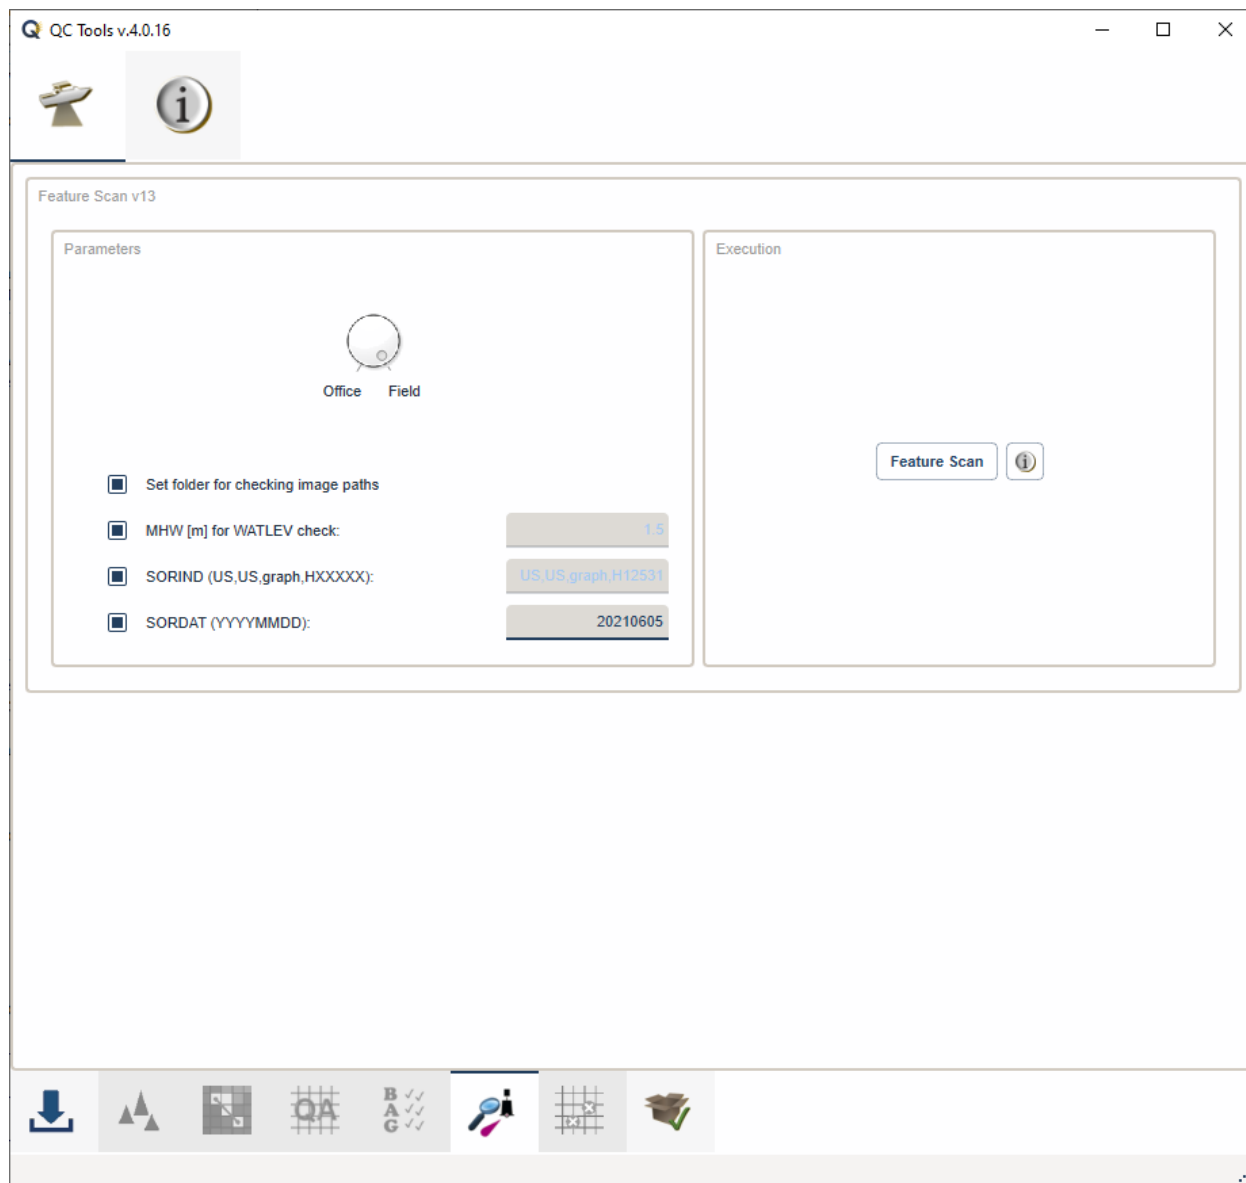 QC Tools v.4.0.16
Feature Scan v13
Parameters
Office Field
Set folder for checking image paths
MHW [m] for WATLEV check: 1.5
SORIND (US,US,graph,HXXXXX): US,US,graph,H12531
SORDAT (YYYYMMDD): 20210605
Execution
Feature Scan
QA
B
A
G